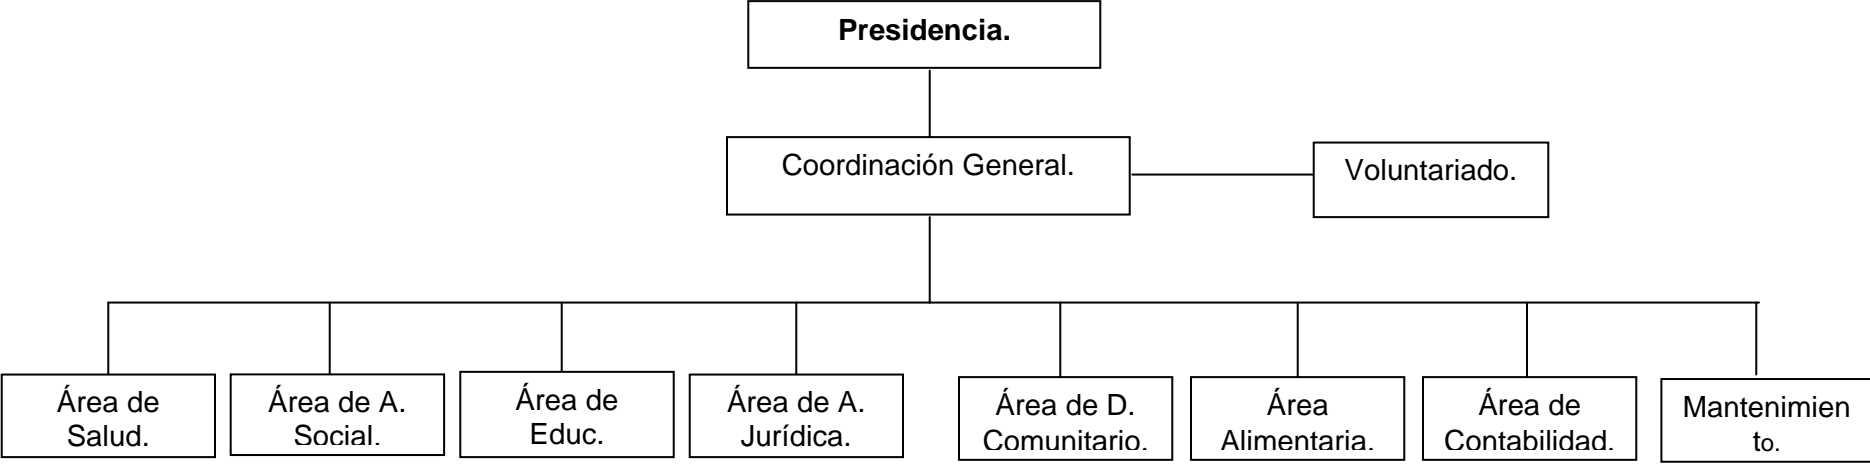 Presidencia.
Coordinación General.
Voluntariado.
Área de
Salud.
Área de A.
Social.
Área de
Educ.
Área de A.
Jurídica.
Área de D.
Comunitario.
Área
Alimentaria.
Área de
Contabilidad.
Mantenimien
to.